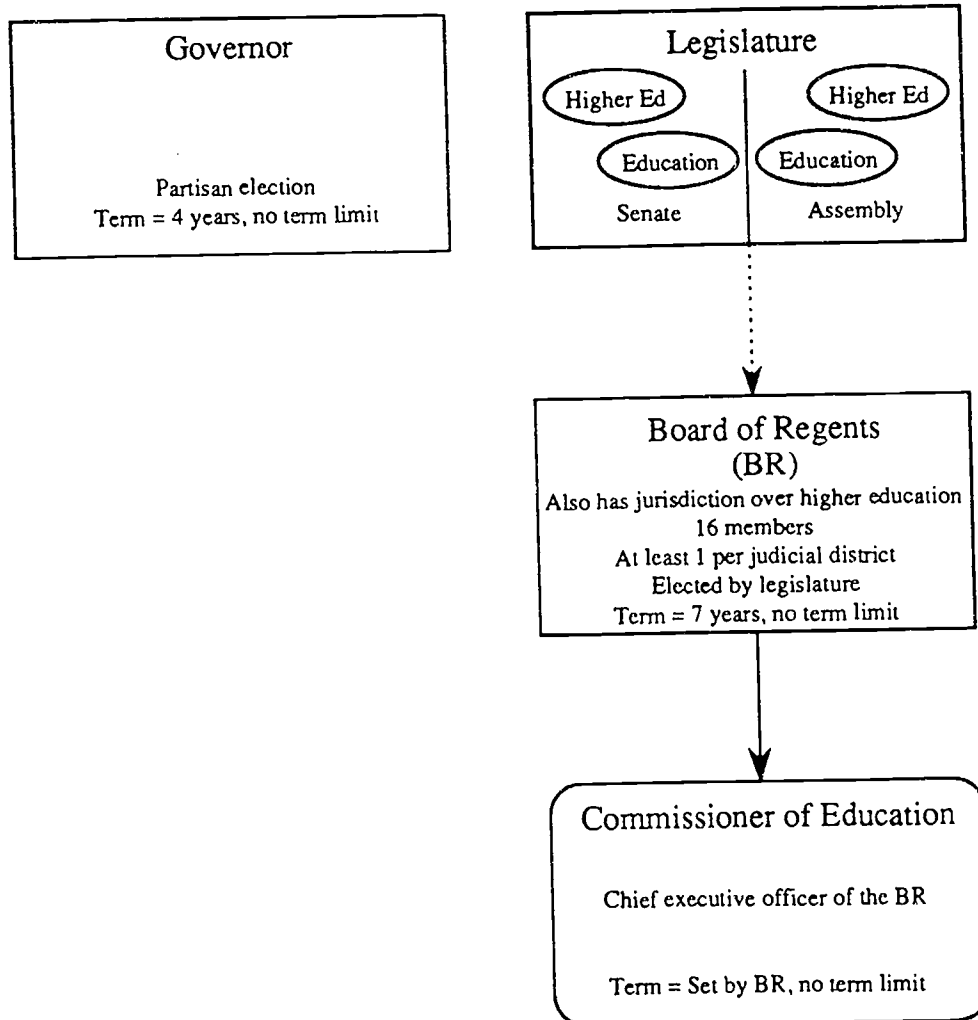 Governor
Partisan election
Term = 4 years, no term limit
Legislature
Higher Ed
Higher Ed
Education
Education
Senate
Assembly
Board of Regents
(BR)
Also has jurisdiction over higher education
16 members
At least 1 per judicial district
Elected by legislature
Term = 7 years, no term limit
Commissioner of Education
Chief executive officer of the BR
Term = Set by BR, no term limit